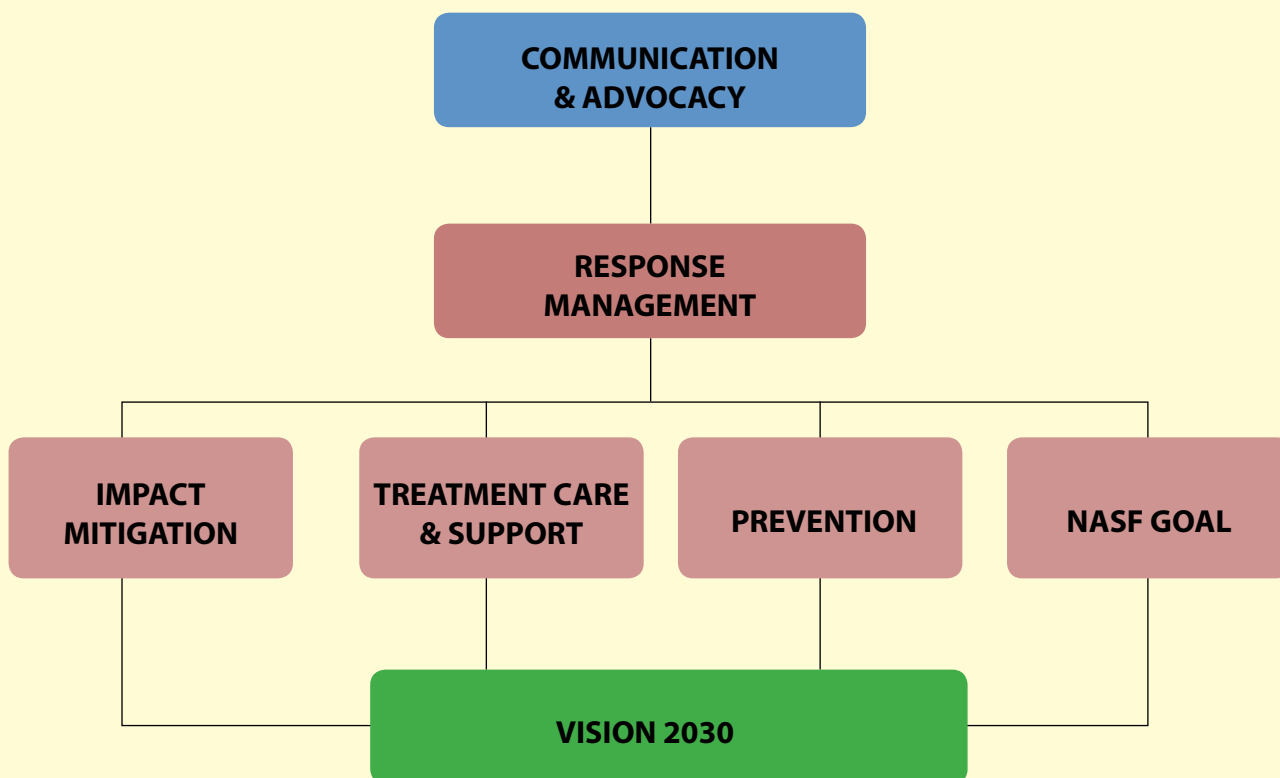 COMMUNICATION
& ADVOCACY
RESPONSE
MANAGEMENT
IMPACT
MITIGATION
TREATMENT CARE
& SUPPORT
PREVENTION
NASF GOAL
VISION 2030